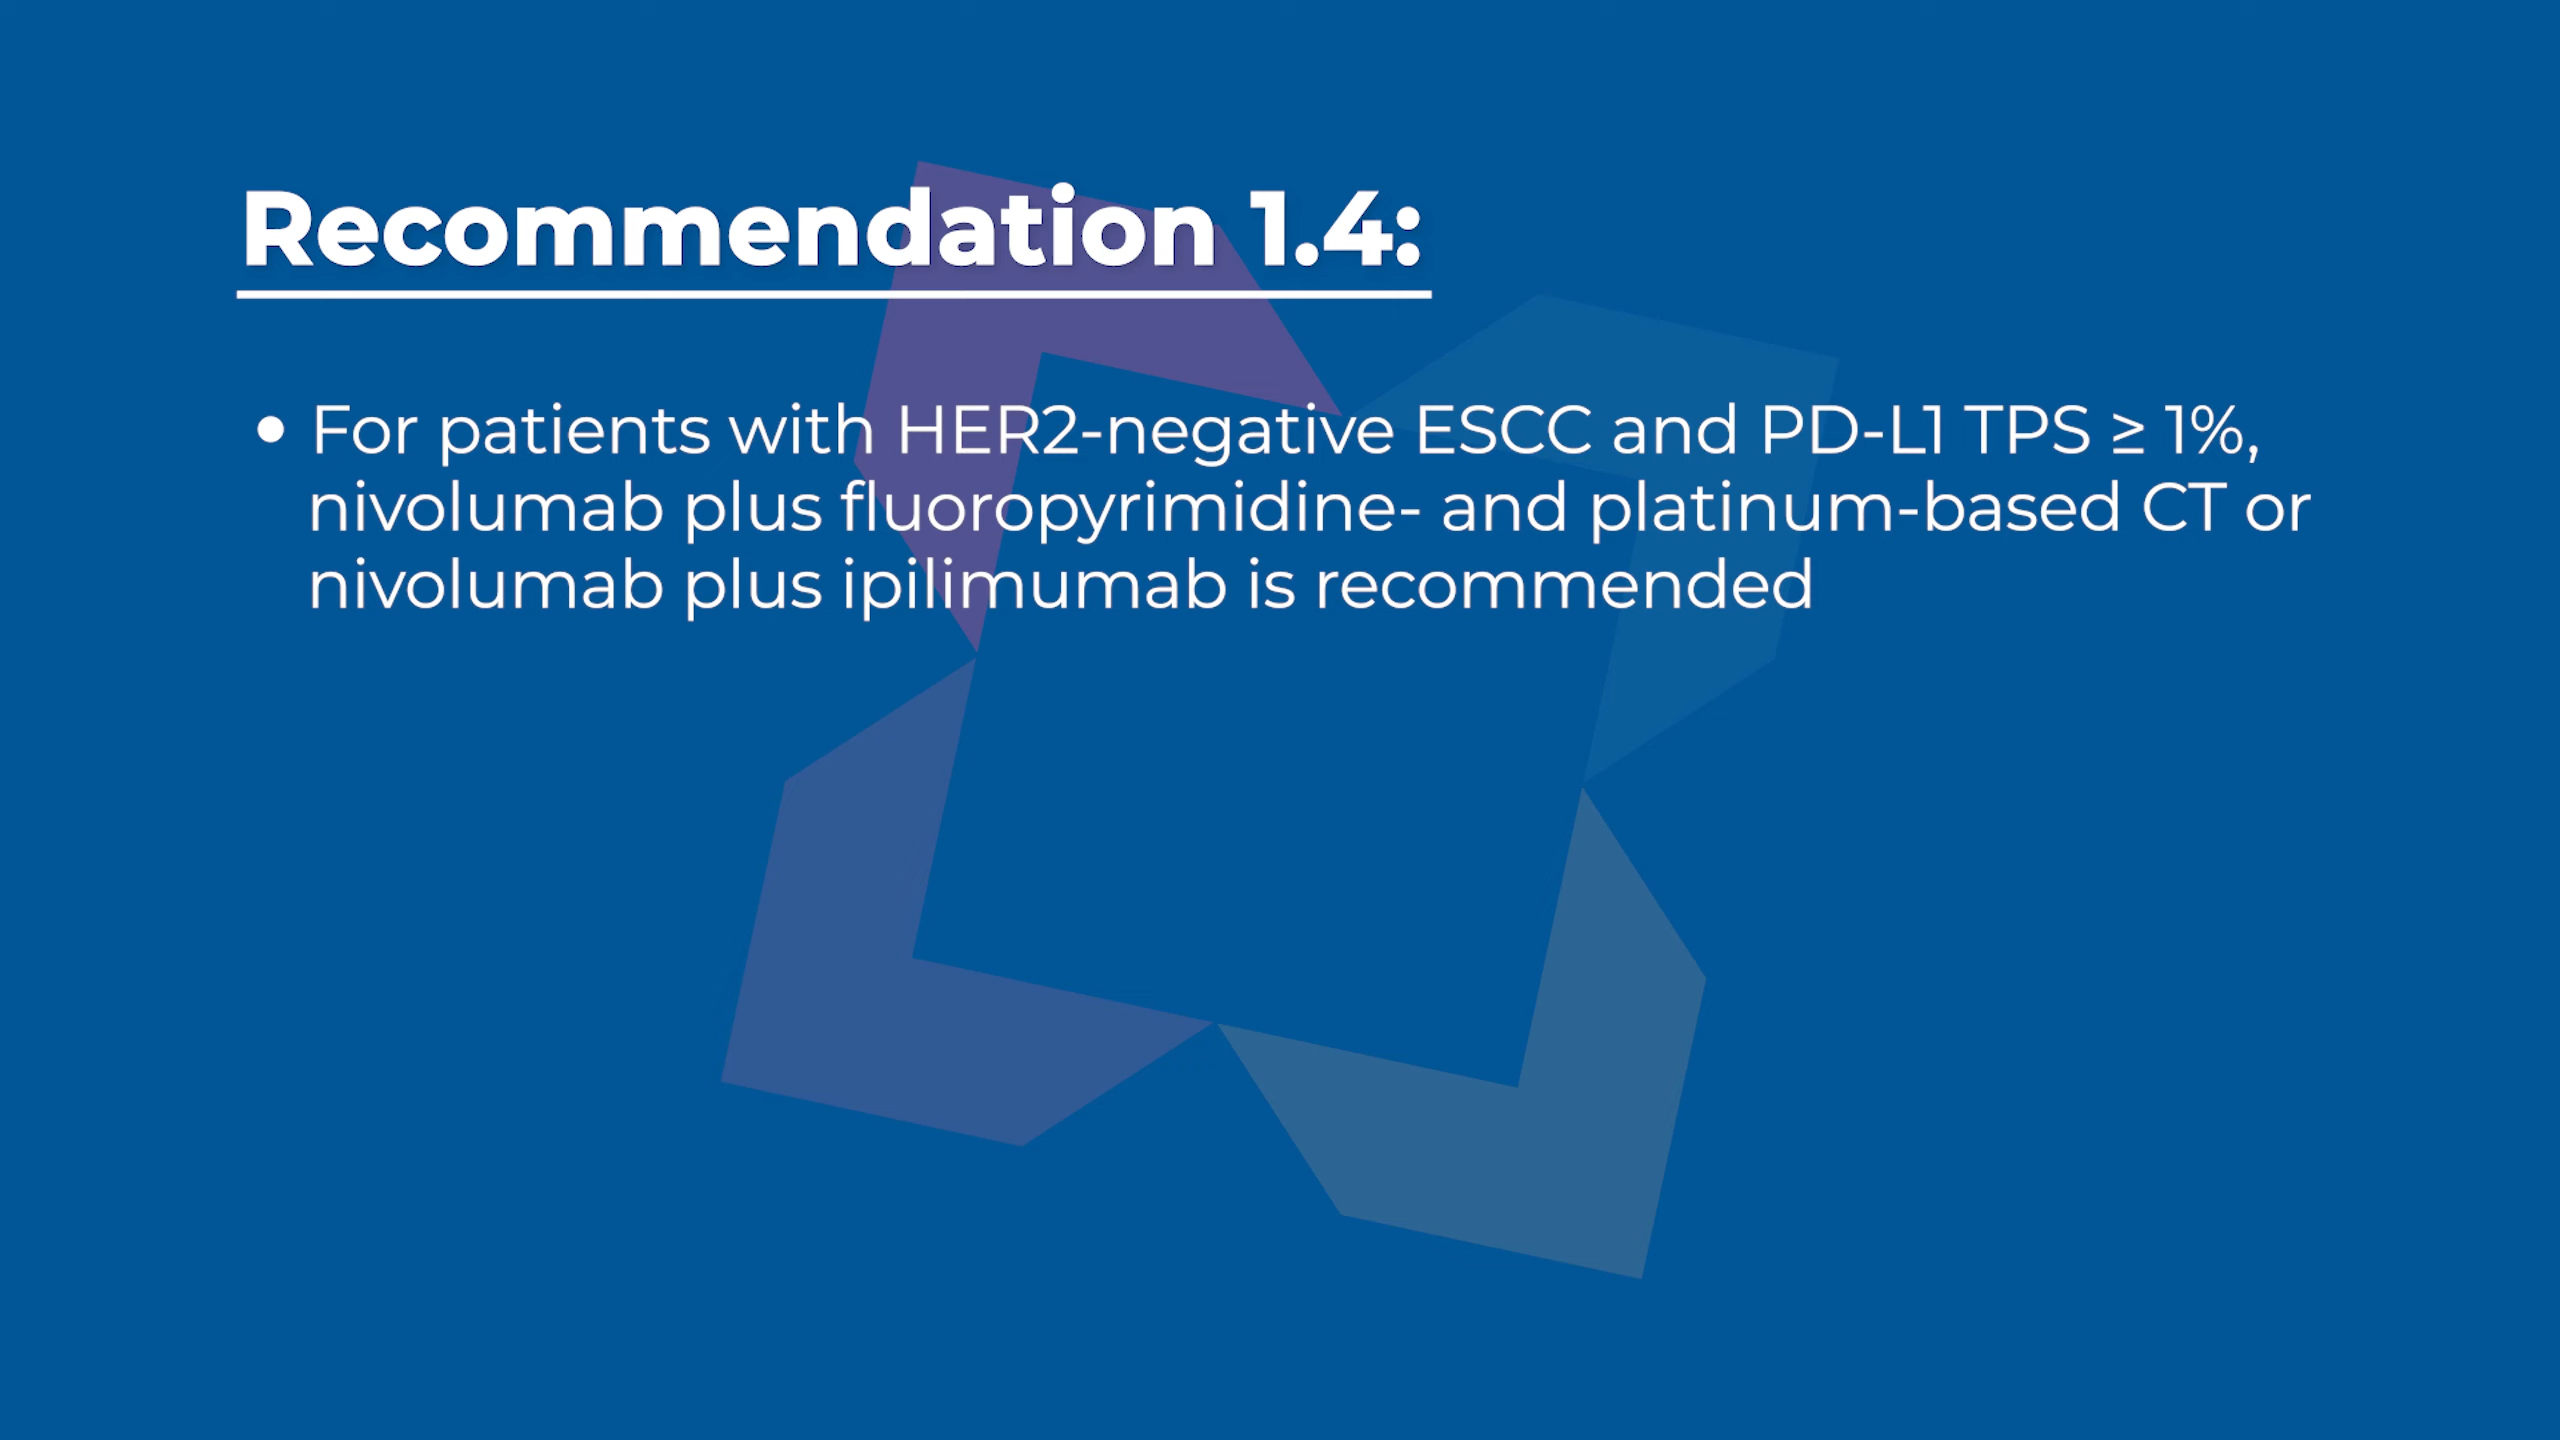 Recommendation 1.4:
• For patients with HER2-negative ESCC and PD-L1 TPS ≥ 1%,
nivolumab plus fluoropyrimidine- and platinum-based CT or
nivolumab plus ipilimumab is recommended